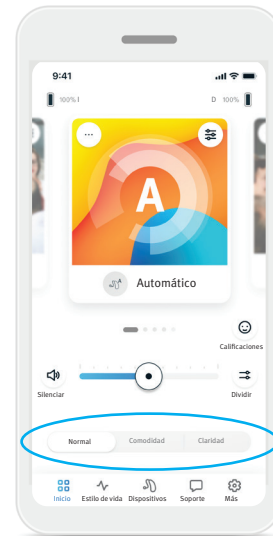 9:41
100% I
D 100%
A
A
Automático
Calificaciones
Silenciar
Dividir
Normal Comodidad Claridad
Inicio Estilo de vida Dispositivos Soporte Más